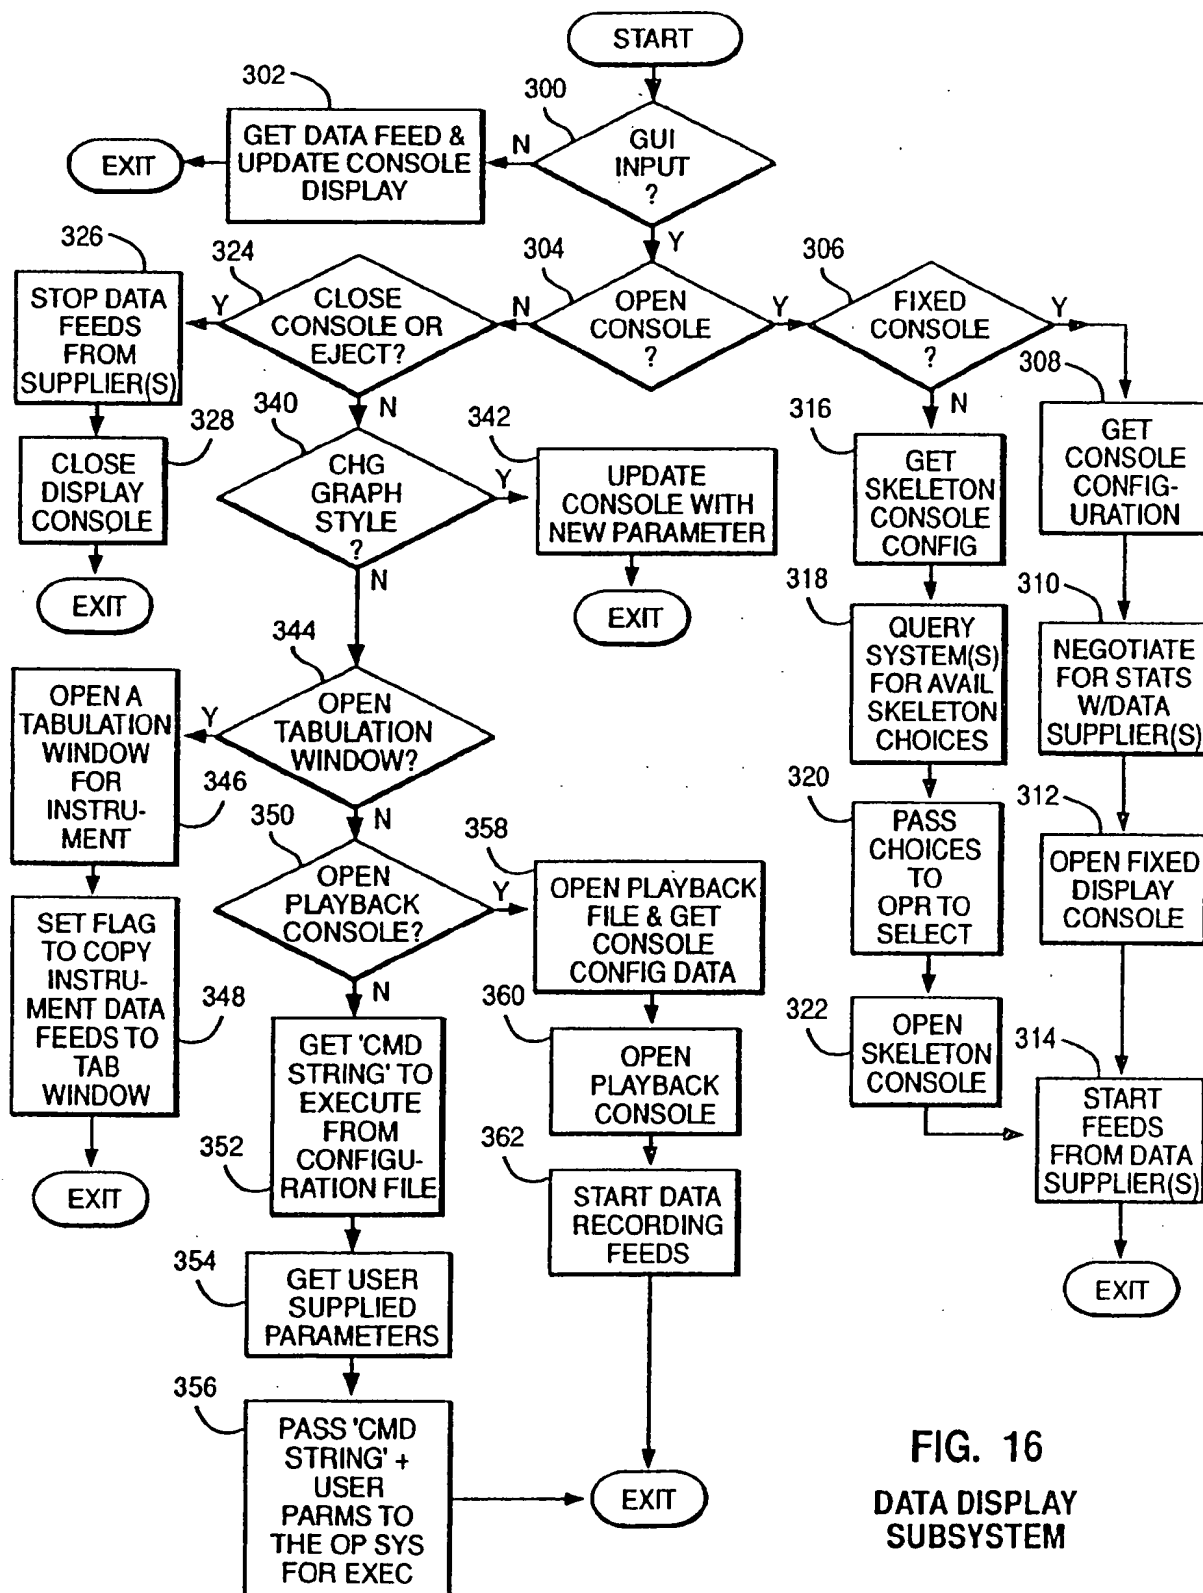 START
302
300
GET DATA FEED &
UPDATE CONSOLE
DISPLAY
EXIT
N
GUI
INPUT
?
Y
326
324
304
306
STOP DATA
FEEDS
FROM
SUPPLIER(S)
Y
CLOSE
CONSOLE OR
EJECT?
N
OPEN
CONSOLE
?
Y
FIXED
CONSOLE
?
Y
N
340
328
CLOSE
DISPLAY
CONSOLE
EXIT
CHG
GRAPH
STYLE
?
Y
342
UPDATE
CONSOLE WITH
NEW PARAMETER
EXIT
N
316
GET
SKELETON
CONSOLE
CONFIG
N
308
GET
CONSOLE
CONFIG-
URATION
318
QUERY
SYSTEM(S)
FOR AVAIL
SKELETON
CHOICES
310
NEGOTIATE
FOR STATS
W/DATA
SUPPLIER(S)
344
OPEN
TABULATION
WINDOW?
Y
N
OPEN A
TABULATION
WINDOW
FOR
INSTRU-
MENT
346
320
PASS
CHOICES
TO
OPR TO
SELECT
312
OPEN FIXED
DISPLAY
CONSOLE
350
OPEN
PLAYBACK
CONSOLE?
Y
N
358
OPEN PLAYBACK
FILE & GET
CONSOLE
CONFIG DATA
SET FLAG
TO COPY
INSTRU-
MENT DATA
FEEDS TO
TAB
WINDOW
348
EXIT
322
OPEN
SKELETON
CONSOLE
314
START
FEEDS
FROM DATA
SUPPLIER(S)
EXIT
GET 'CMD
STRING' TO
EXECUTE
FROM
CONFIGU-
RATION FILE
352
360
OPEN
PLAYBACK
CONSOLE
362
START DATA
RECORDING
FEEDS
354
GET USER
SUPPLIED
PARAMETERS
356
PASS 'CMD
STRING' +
USER
PARMS TO
THE OP SYS
FOR EXEC
EXIT
FIG. 16
DATA DISPLAY
SUBSYSTEM